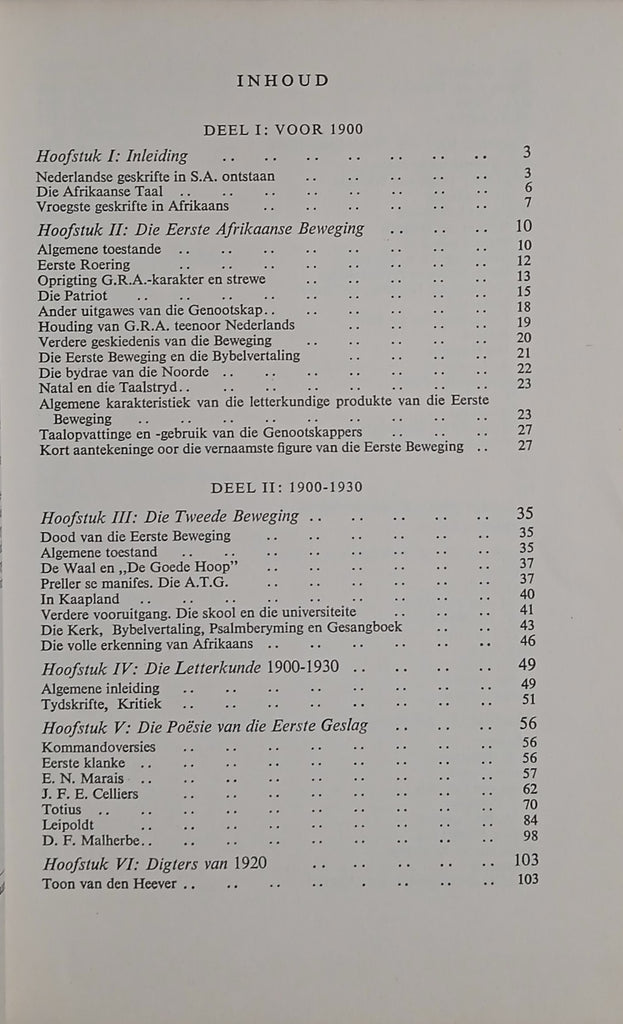 INHOUD
DEEL I: VOOR 1900
Hoofstuk I: Inleiding .. .. .. .. .. .. .. 3
Nederlandse geskrifte in S.A. ontstaan .. .. .. .. .. 3
Die Afrikaanse Taal .. .. .. .. .. .. .. .. 6
Vroegste geskrifte in Afrikaans .. .. .. .. .. .. 7
Hoofstuk II: Die Eerste Afrikaanse Beweging .. .. .. 10
Algemene toestande .. .. .. .. .. .. .. .. 10
Eerste Roering .. .. .. .. .. .. .. .. 12
Oprigting G.R.A.-karakter en strewe .. .. .. .. .. 13
Die Patriot .. .. .. .. .. .. .. .. .. 15
Ander uitgawes van die Genootskap.. .. .. .. .. .. 18
Houding van G.R.A. teenoor Nederlands .. .. .. .. 19
Verdere geskiedenis van die Beweging .. .. .. .. .. 20
Die Eerste Beweging en die Bybelvertaling .. .. .. .. 21
Die bydrae van die Noorde .. .. .. .. .. .. .. 22
Natal en die Taalstryd.. .. .. .. .. .. .. .. 23
Algemene karakteristiek van die letterkundige produkte van die Eerste
Beweging .. .. .. .. .. .. .. .. .. 23
Taalopvattinge en -gebruik van die Genootskappers .. .. .. 27
Kort aantekeninge oor die vernaamste figure van die Eerste Beweging .. 27
DEEL II: 1900-1930
Hoofstuk III: Die Tweede Beweging .. .. .. .. .. 35
Dood van die Eerste Beweging .. .. .. .. .. .. 35
Algemene toestand .. .. .. .. .. .. .. .. 35
De Waal en „De Goede Hoop” .. .. .. .. .. .. 37
Preller se manifes. Die A.T.G. .. .. .. .. .. .. 37
In Kaapland .. .. .. .. .. .. .. .. .. 40
Verdere vooruitgang. Die skool en die universiteite .. .. .. 41
Die Kerk, Bybelvertaling, Psalmberyming en Gesangboek .. .. 43
Die volle erkenning van Afrikaans .. .. .. .. .. .. 46
Hoofstuk IV: Die Letterkunde 1900-1930 .. .. .. .. 49
Algemene inleiding .. .. .. .. .. .. .. .. 49
Tydskrifte, Kritiek .. .. .. .. .. .. .. .. 51
Hoofstuk V: Die Poësie van die Eerste Geslag .. .. .. 56
Kommandoversies .. .. .. .. .. .. .. .. 56
Eerste klanke .. .. .. .. .. .. .. .. .. 56
E. N. Marais .. .. .. .. .. .. .. .. .. 57
J. F. E. Celliers .. .. .. .. .. .. .. .. 62
Totius .. .. .. .. .. .. .. .. .. .. 70
Leipoldt .. .. .. .. .. .. .. .. .. 84
D. F. Malherbe.. .. .. .. .. .. .. .. .. 98
Hoofstuk VI: Digters van 1920 .. .. .. .. .. 103
Toon van den Heever .. .. .. .. . .. .. .. 103